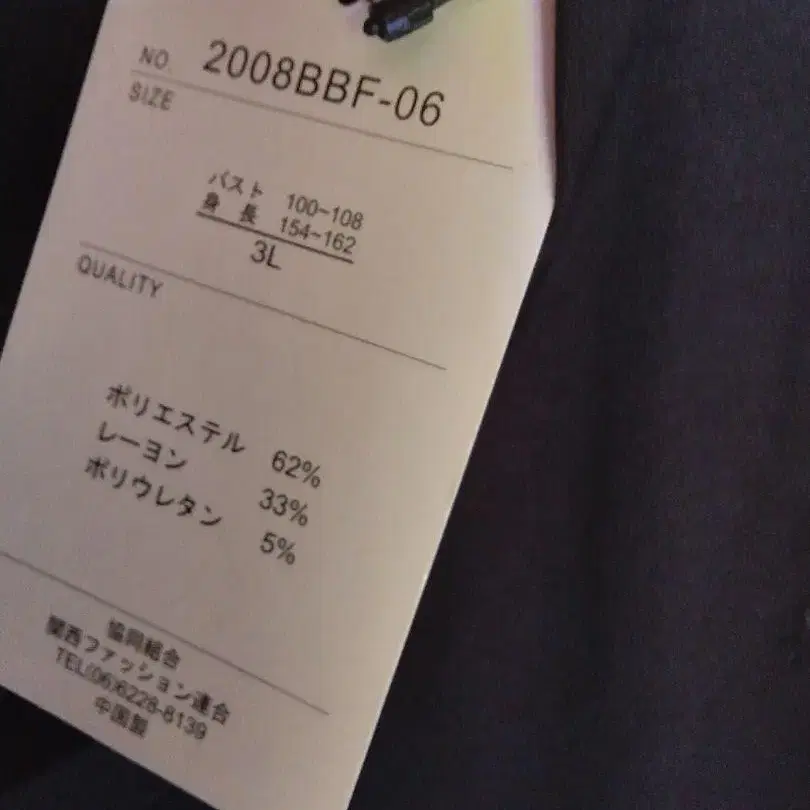 NO. 2008BBF-06
SIZE
バスト 100~108
身長 154~162
3L
QUALITY
ポリエステル 62%
レーヨン 33%
ポリウレタン 5%
協同組合
関西ファッション連合
TEL(06)6228-8139
中国製